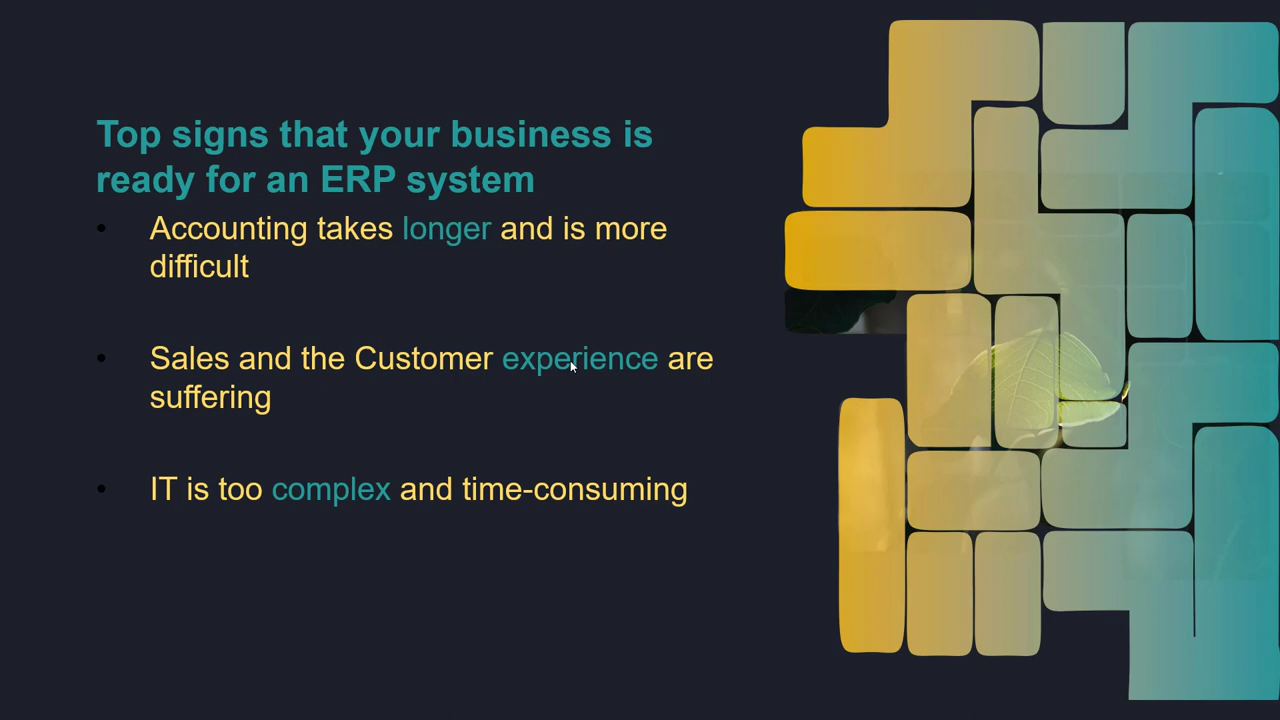 Top signs that your business is
ready for an ERP system
• Accounting takes longer and is more
difficult
• Sales and the Customer experience are
suffering
• IT is too complex and time-consuming